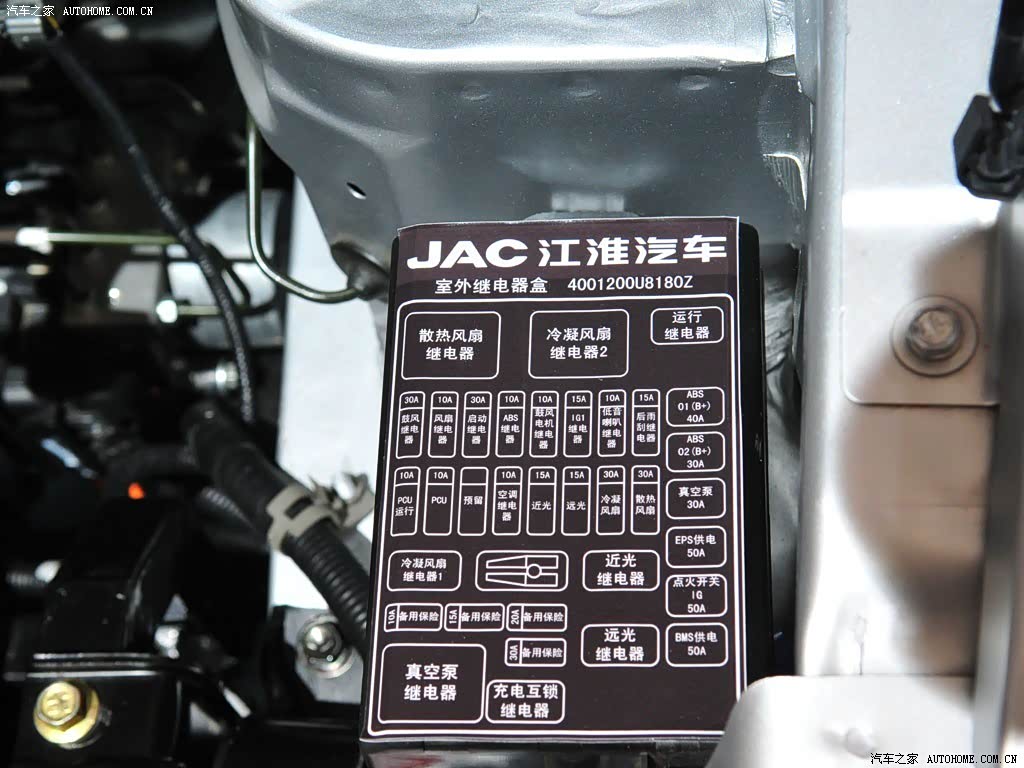 汽车之家 AUTOHOME.COM.CN
JAC 江淮汽车
室外继电器盒 4001200U8180Z
散热风扇
继电器
冷凝风扇
继电器2
运行
继电器
30A
鼓风
继电
器
10A
风扇
继电
器
30A
启动
继电
器
10A
ABS
继电
器
10A
鼓风
电机
继电
器
15A
IG1
继电
器
10A
低音
喇叭
继电
器
15A
后雨
刮继
电器
ABS
01(B+)
40A
ABS
02(B+)
30A
10A
PCU
运行
10A
PCU
预留
10A
空调
继电
器
15A
近光
15A
远光
30A
冷凝
风扇
30A
散热
风扇
真空泵
30A
EPS供电
50A
冷凝风扇
继电器1
近光
继电器
点火开关
IG
50A
10A 备用保险
15A 备用保险
20A 备用保险
30A 备用保险
远光
继电器
BMS供电
50A
真空泵
继电器
充电互锁
继电器
汽车之家 AUTOHOME.COM.CN